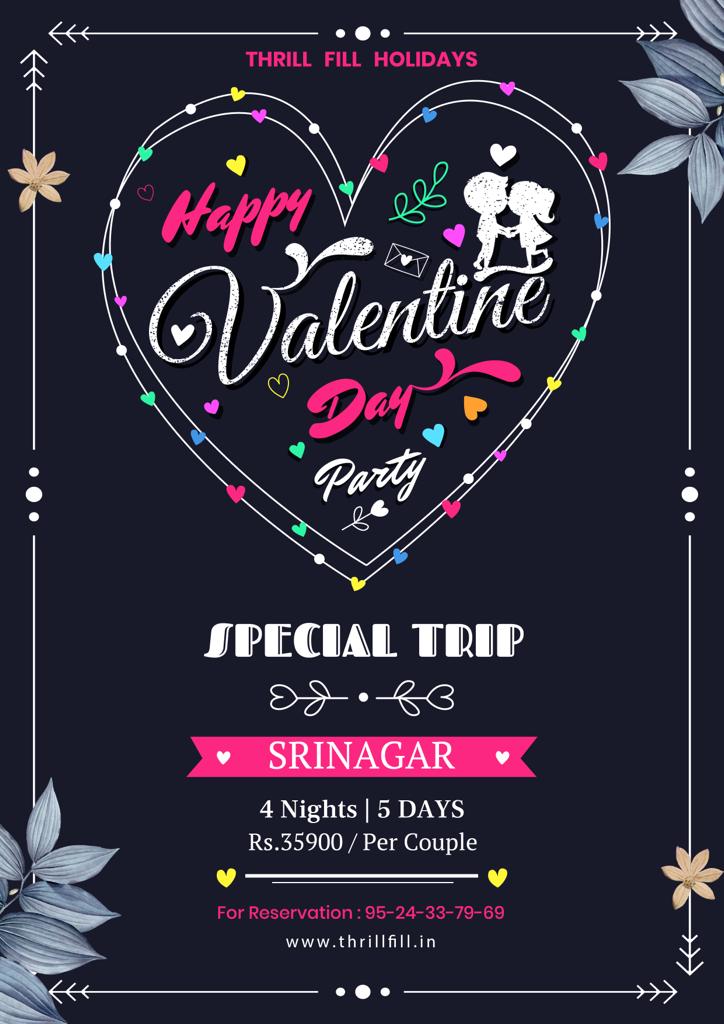 THRILL FILL HOLIDAYS
Happy
Valentine
Day
Party
SPECIAL TRIP
SRINAGAR
4 Nights | 5 DAYS
Rs.35900 / Per Couple
For Reservation : 95-24-33-79-69
www.thrillfill.in